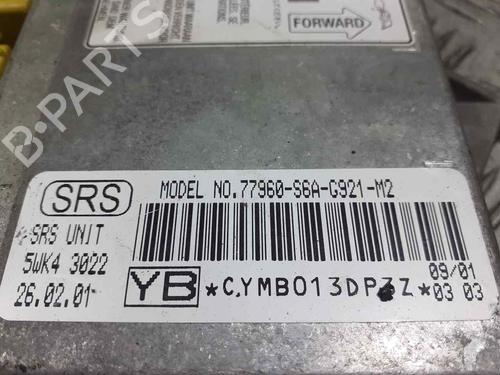 FORWARD
B-PARTS
SRS
MODEL NO.77960-S6A-G921-M2
SRS UNIT
5WK4 3022
26.02.01
YB
*C.YMB013DP3Z*
09/01
03 03